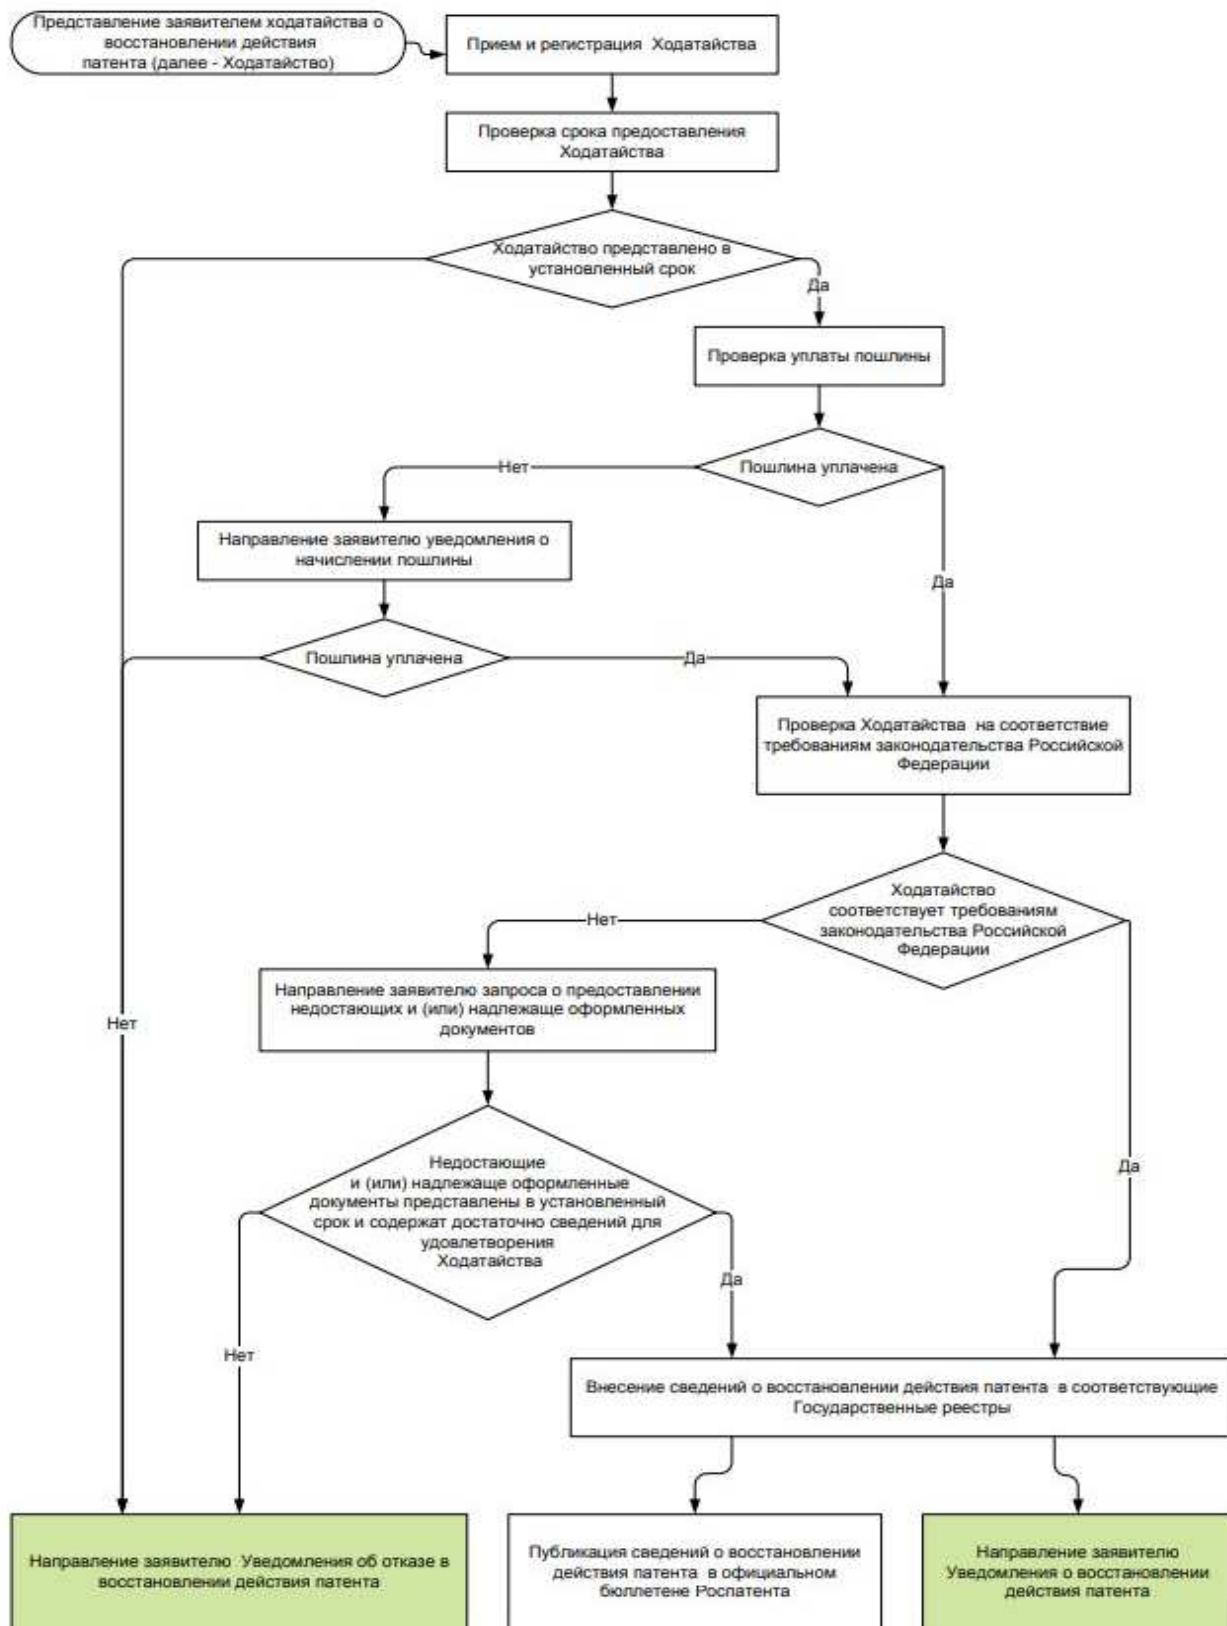 Представление заявителем ходатайства о
восстановлении действия
патента (далее - Ходатайство)
Прием и регистрация Ходатайства
Проверка срока предоставления
Ходатайства
Ходатайство представлено в
установленный срок
Да
Проверка уплаты пошлины
Пошлина уплачена
Нет
Направление заявителю уведомления о
начислении пошлины
Да
Пошлина уплачена
Да
Проверка Ходатайства на соответствие
требованиям законодательства Российской
Федерации
Ходатайство
соответствует требованиям
законодательства Российской
Федерации
Нет
Направление заявителю запроса о предоставлении
недостающих и (или) надлежаще оформленных
документов
Нет
Недостающие
и (или) надлежаще оформленные
документы представлены в установленный
срок и содержат достаточно сведений для
удовлетворения
Ходатайства
Да
Да
Нет
Внесение сведений о восстановлении действия патента в соответствующие
Государственные реестры
Направление заявителю Уведомления об отказе в
восстановлении действия патента
Публикация сведений о восстановлении
действия патента в официальном
бюллетене Роспатента
Направление заявителю
Уведомления о восстановлении
действия патента